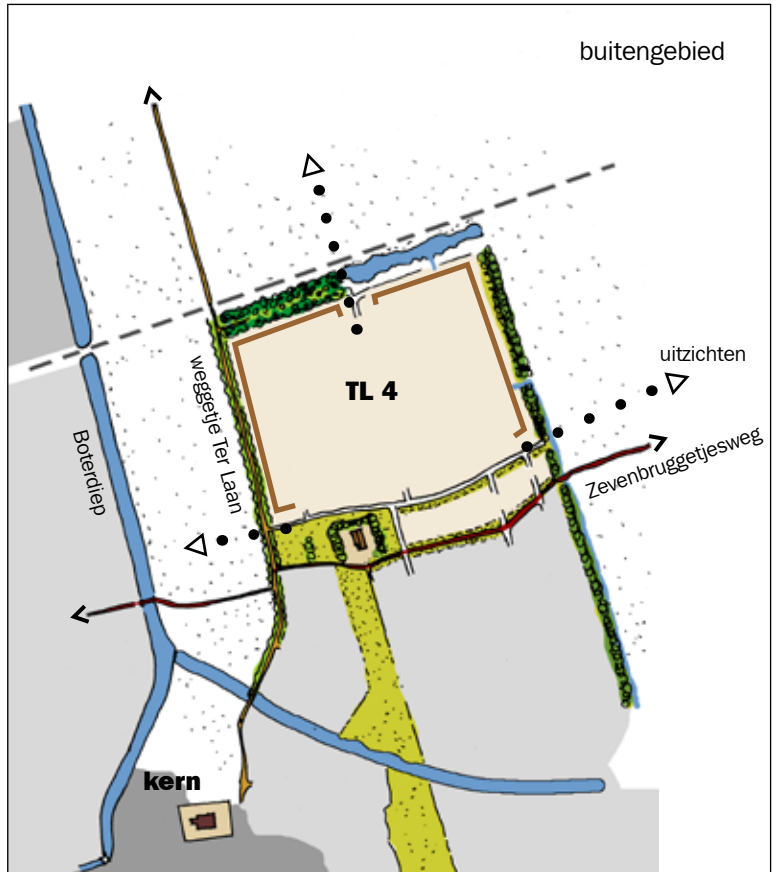 buitengebied
uitzichten
weggetje Ter Laan
TL 4
Boterdiep
Zevenbruggetjesweg
kern